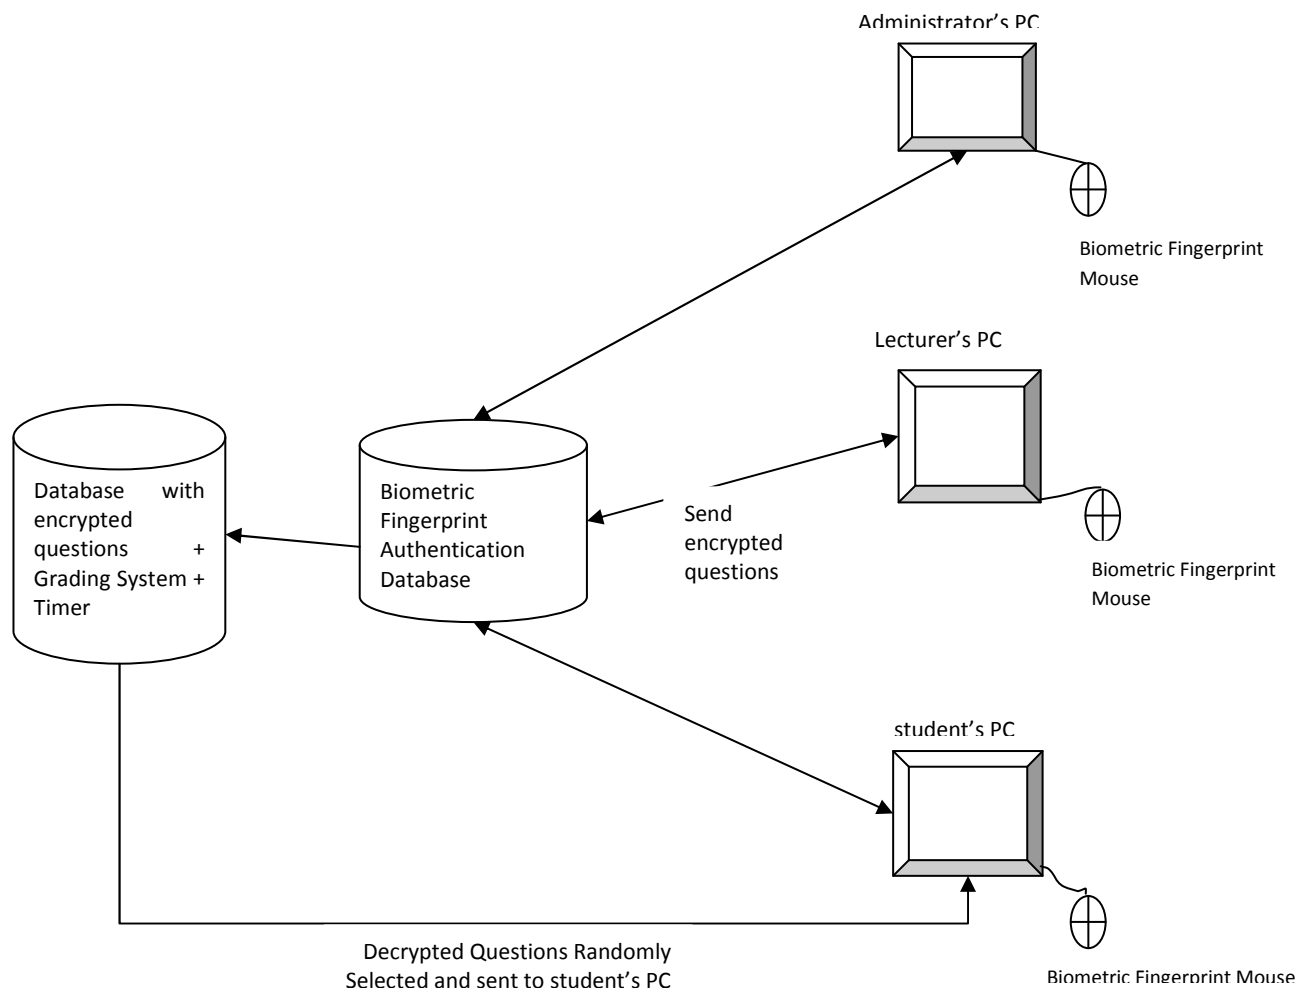 Administrator’s PC
Biometric Fingerprint
Mouse
Lecturer’s PC
Database with
encrypted
questions +
Grading System +
Timer
Biometric
Fingerprint
Authentication
Database
Send
encrypted
questions
Biometric Fingerprint
Mouse
student’s PC
Decrypted Questions Randomly
Selected and sent to student’s PC
Biometric Fingerprint Mouse